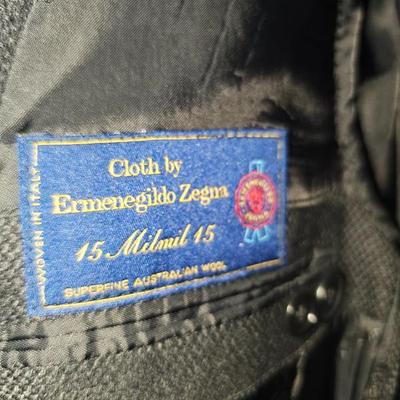 Cloth by
Ermenegildo Zegna
15 Milmil 15
SUPERFINE AUSTRALIAN WOOL
WOVEN IN ITALY